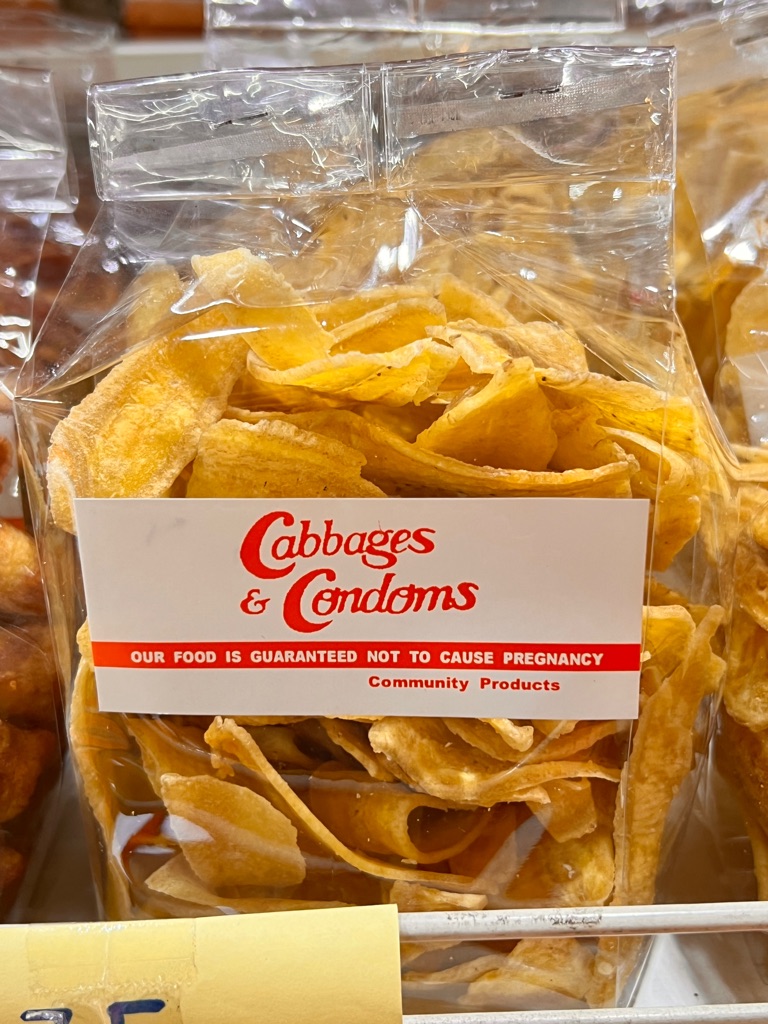 Cabbages
& Condoms
OUR FOOD IS GUARANTEED NOT TO CAUSE PREGNANCY
Community Products